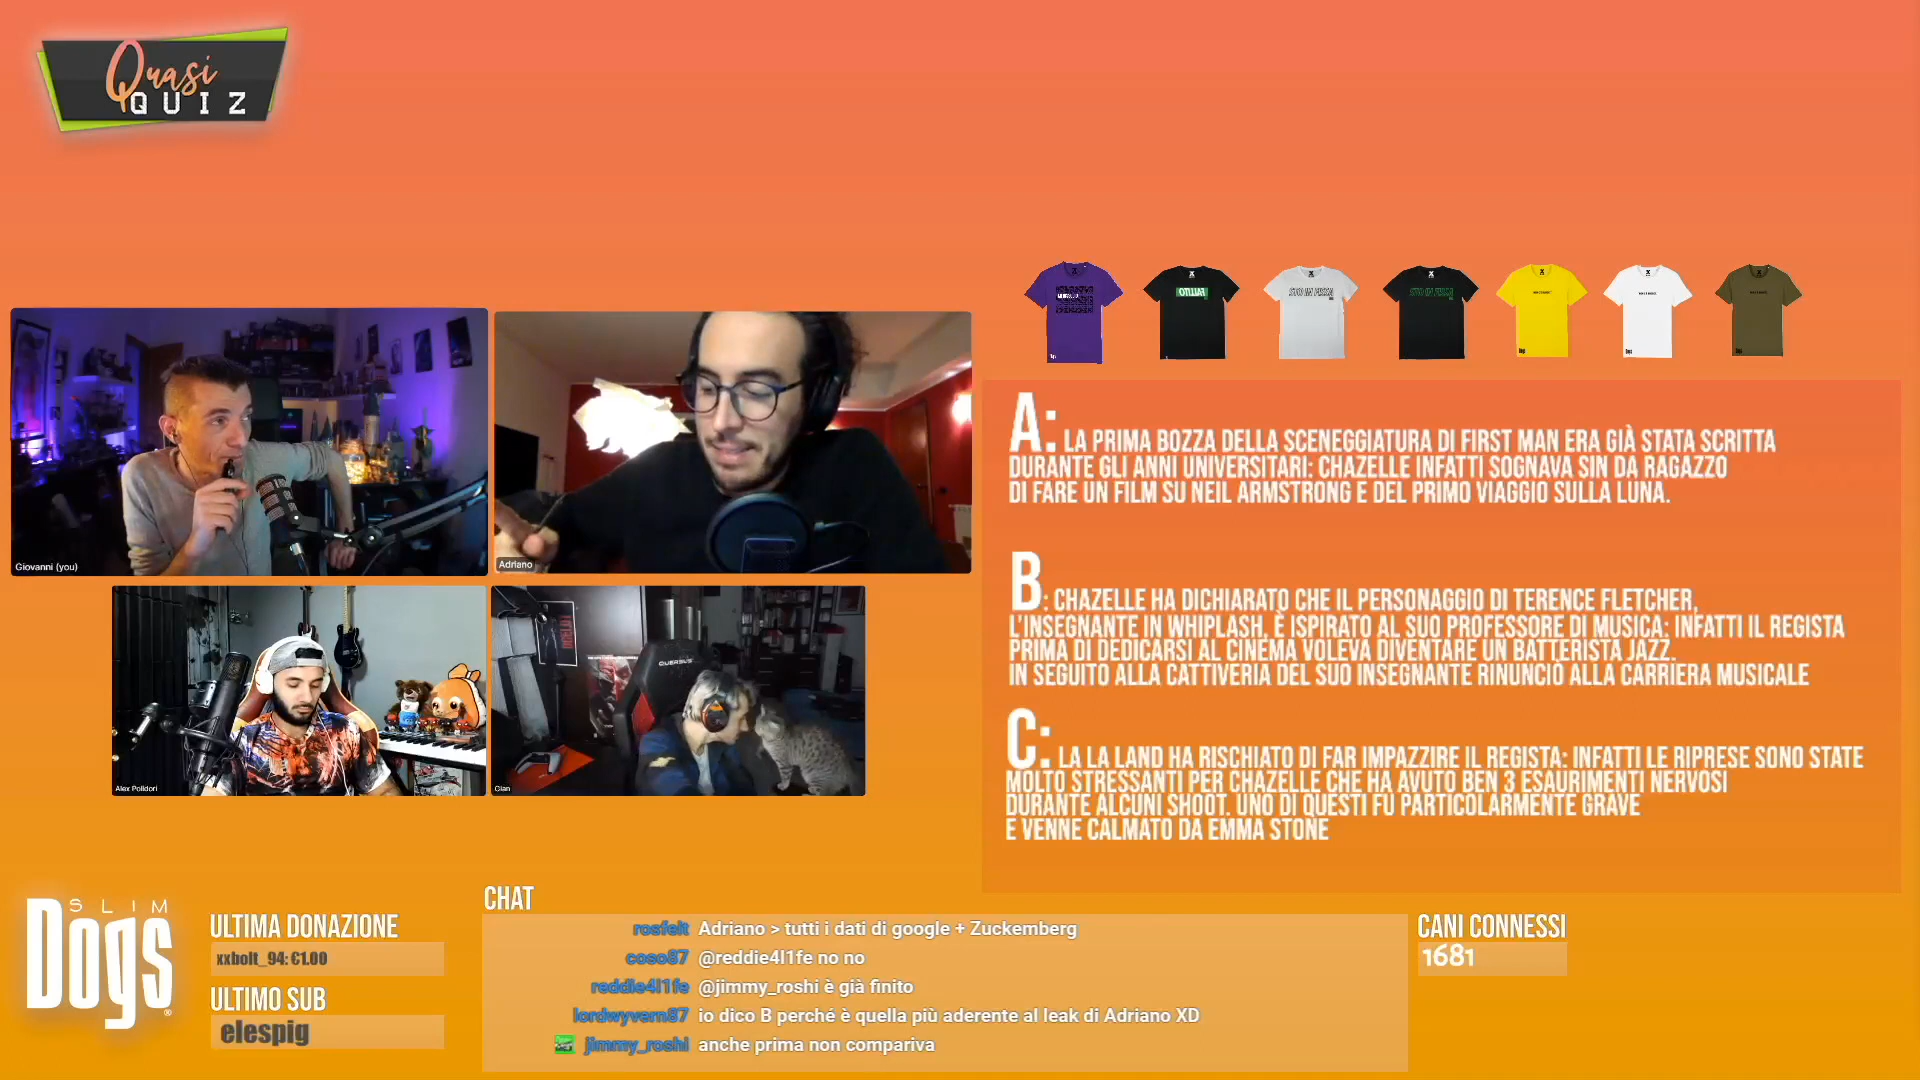 Quasi
QUIZ
FALLITO
Giovanni (you)
Adriano
Alex Polidori
Cian
QUERSUS
A: LA PRIMA BOZZA DELLA SCENEGGIATURA DI FIRST MAN ERA GIÀ STATA SCRITTA
DURANTE GLI ANNI UNIVERSITARI: CHAZELLE INFATTI SOGNAVA SIN DA RAGAZZO
DI FARE UN FILM SU NEIL ARMSTRONG E DEL PRIMO VIAGGIO SULLA LUNA.
B: CHAZELLE HA DICHIARATO CHE IL PERSONAGGIO DI TERENCE FLETCHER,
L'INSEGNANTE IN WHIPLASH, È ISPIRATO AL SUO PROFESSORE DI MUSICA: INFATTI IL REGISTA
PRIMA DI DEDICARSI AL CINEMA VOLEVA DIVENTARE UN BATTERISTA JAZZ.
IN SEGUITO ALLA CATTIVERIA DEL SUO INSEGNANTE RINUNCIÒ ALLA CARRIERA MUSICALE
C: LA LA LAND HA RISCHIATO DI FAR IMPAZZIRE IL REGISTA: INFATTI LE RIPRESE SONO STATE
MOLTO STRESSANTI PER CHAZELLE CHE HA AVUTO BEN 3 ESAURIMENTI NERVOSI
DURANTE ALCUNI SHOOT. UNO DI QUESTI FU PARTICOLARMENTE GRAVE
E VENNE CALMATO DA EMMA STONE
SLIM
Dogs
®
ULTIMA DONAZIONE
xxbolt_94: €1.00
ULTIMO SUB
elespig
CHAT
rosfelt Adriano > tutti i dati di google + Zuckemberg
coso87 @reddie4l1fe no no
reddie4l1fe @jimmy_roshi è già finito
lordwyvern87 io dico B perché è quella più aderente al leak di Adriano XD
jimmy_roshi anche prima non compariva
CANI CONNESSI
1681